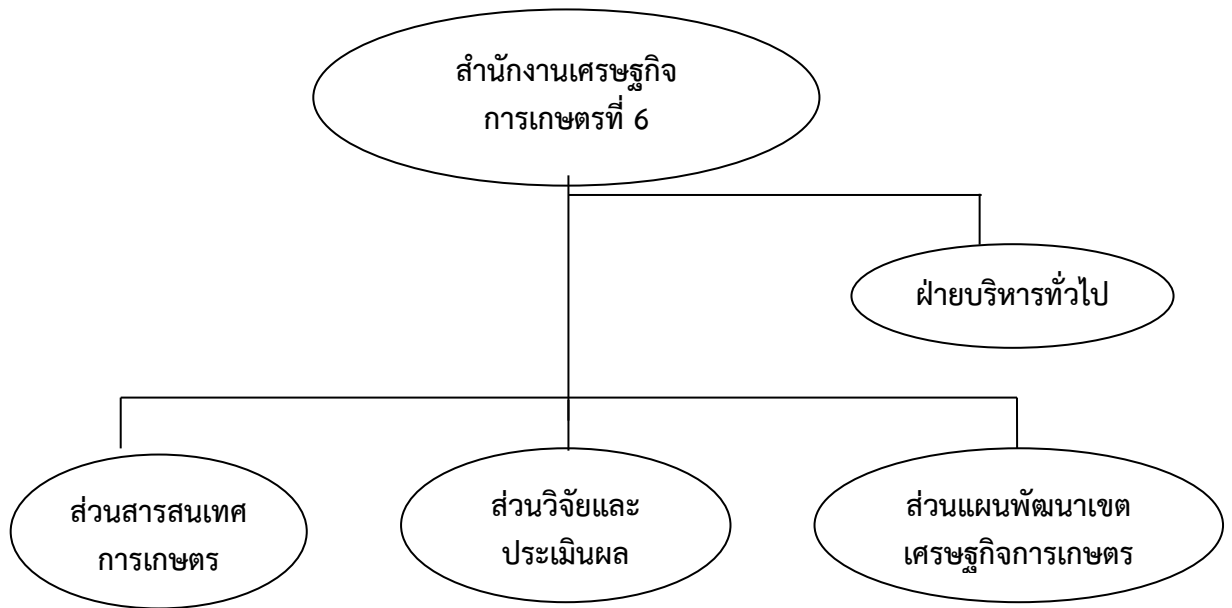 สำนักงานเศรษฐกิจ
การเกษตรที่ 6
ฝ่ายบริหารทั่วไป
ส่วนสารสนเทศ
การเกษตร
ส่วนวิจัยและ
ประเมินผล
ส่วนแผนพัฒนาเขต
เศรษฐกิจการเกษตร